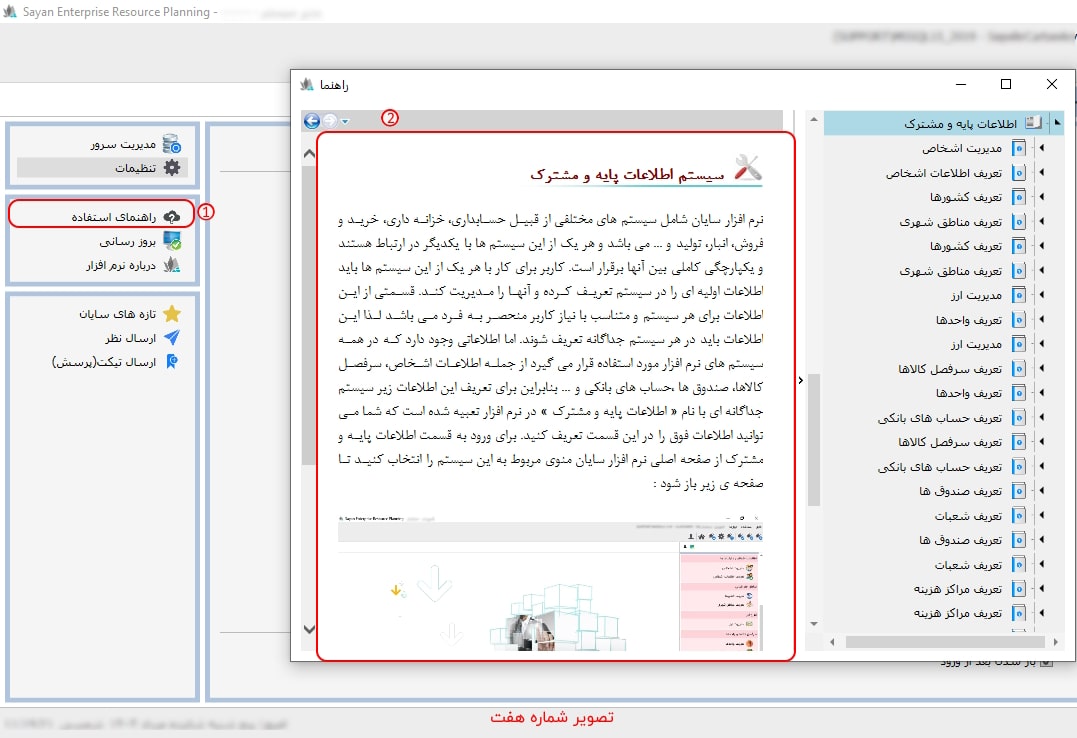 Sayan Enterprise Resource Planning -
راهنما
مدیریت سرور
تنظیمات
راهنمای استفاده
1
بروز رسانی
درباره نرم افزار
تازه های سایان
ارسال نظر
ارسال تیکت(پرسش)
2
سیستم اطلاعات پایه و مشترک
نرم افزار سایان شامل سیستم های مختلفی از قبیل حسابداری، خزانه داری، خرید و
فروش، انبار، تولید و ... می باشد و هر یک از این سیستم ها با یکدیگر در ارتباط هستند
و یکپارچگی کاملی بین آنها برقرار است. کاربر برای کار با هر یک از این سیستم ها باید
اطلاعات اولیه ای را در سیستم تعریف کرده و آنها را مدیریت کند. قسمتی از این
اطلاعات برای هر سیستم و متناسب با نیاز کاربر منحصر به فرد می باشد لذا این
اطلاعات باید در هر سیستم جداگانه تعریف شوند. اما اطلاعاتی وجود دارد که در همه
سیستم های نرم افزار مورد استفاده قرار می گیرد از جمله اطلاعات اشخاص، سرفصل
کالاها، صندوق ها ،حساب های بانکی و ... بنابراین برای تعریف این اطلاعات زیر سیستم
جداگانه ای با نام « اطلاعات پایه و مشترک » در نرم افزار تعبیه شده است که شما می
توانید اطلاعات فوق را در این قسمت تعریف کنید. برای ورود به قسمت اطلاعات پایه و
مشترک از صفحه اصلی نرم افزار سایان منوی مربوط به این سیستم را انتخاب کنید تا
صفحه ی زیر باز شود :
Sayan Enterprise Resource Planning
اطلاعات پایه و مشترک
مدیریت اشخاص
تعریف اطلاعات اشخاص
تعریف کشورها
تعریف مناطق شهری
تعریف کشورها
تعریف مناطق شهری
مدیریت ارز
تعریف واحدها
مدیریت ارز
تعریف سرفصل کالاها
تعریف واحدها
تعریف حساب های بانکی
تعریف سرفصل کالاها
تعریف حساب های بانکی
تعریف صندوق ها
تعریف شعبات
تعریف صندوق ها
تعریف شعبات
تعریف مراکز هزینه
تعریف مراکز هزینه
باز شدن بعد از ورود
تصویر شماره هفت